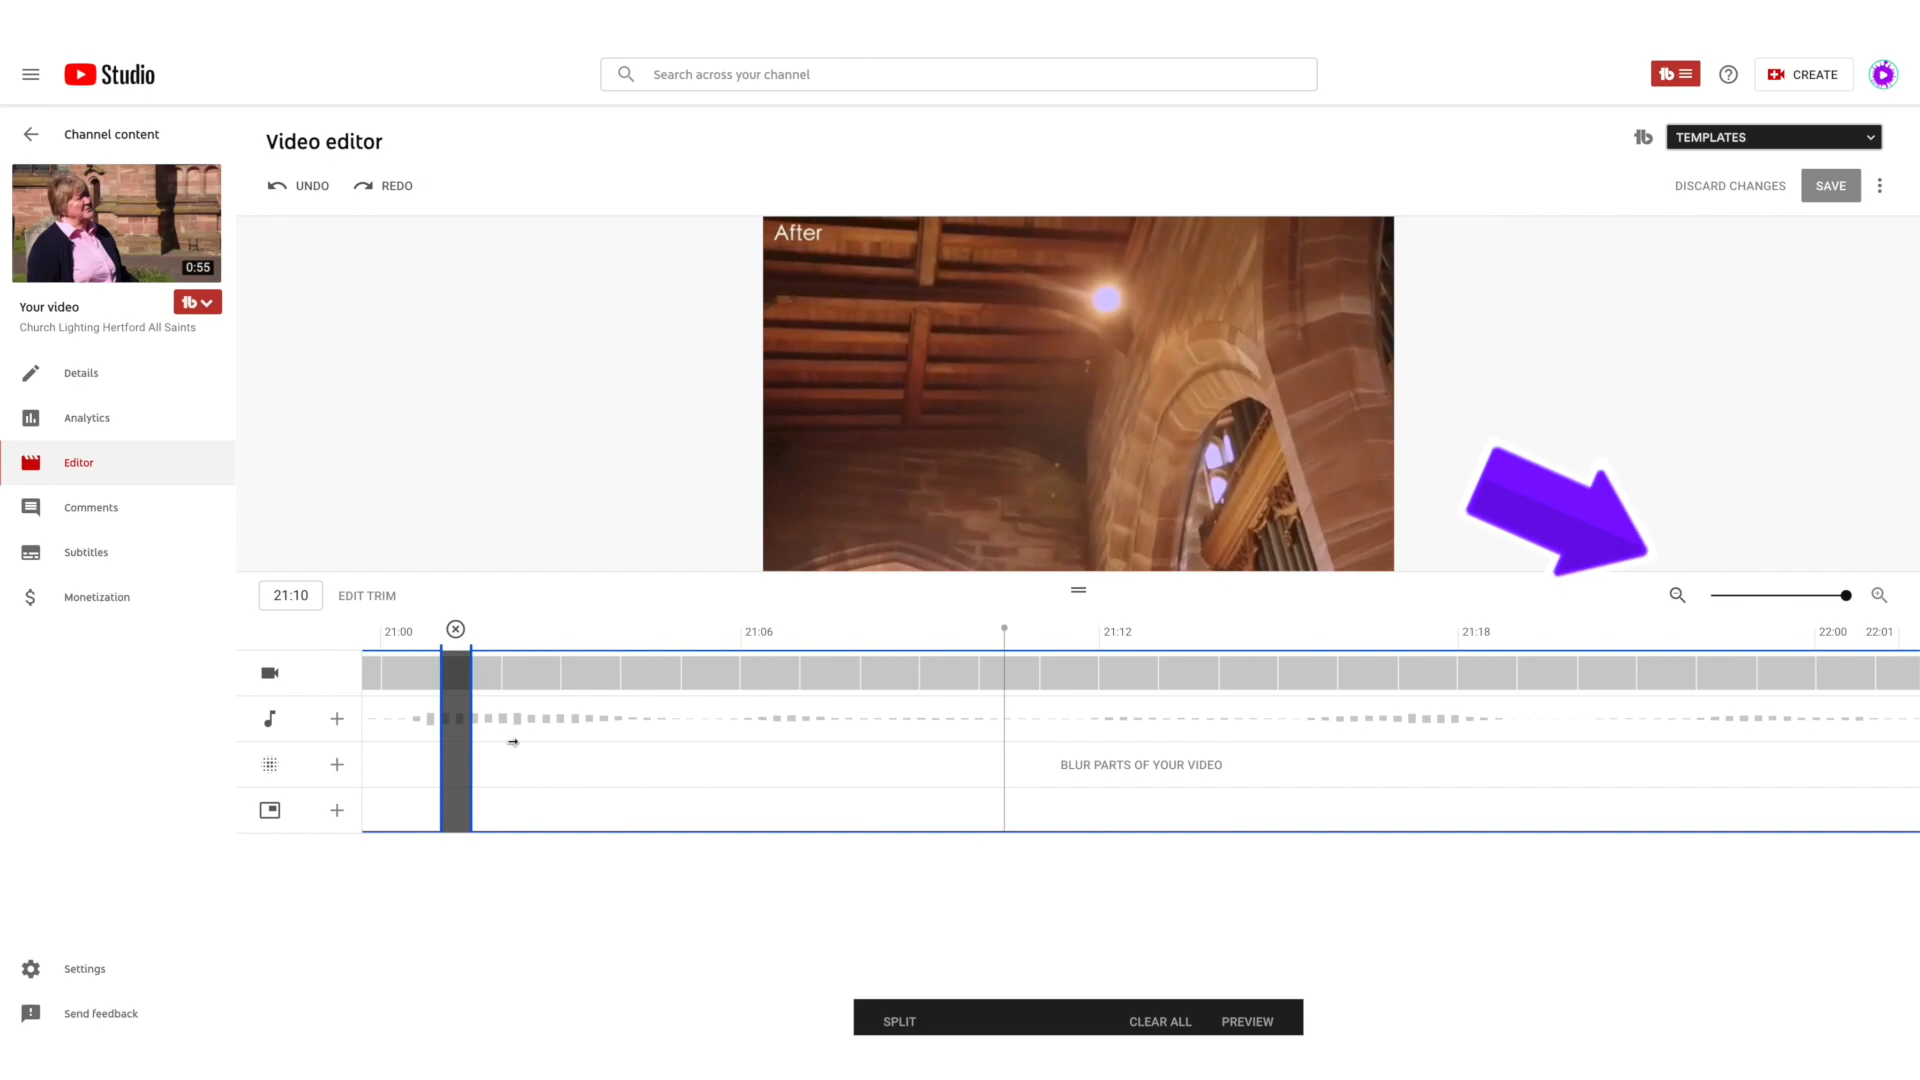 Studio
Search across your channel
CREATE
Channel content
Video editor
TEMPLATES
UNDO
REDO
DISCARD CHANGES
SAVE
After
0:55
Your video
Church Lighting Hertford All Saints
Details
Analytics
Editor
Comments
Subtitles
Monetization
21:10
EDIT TRIM
21:00
21:06
21:12
21:18
22:00
22:01
BLUR PARTS OF YOUR VIDEO
Settings
Send feedback
SPLIT
CLEAR ALL
PREVIEW